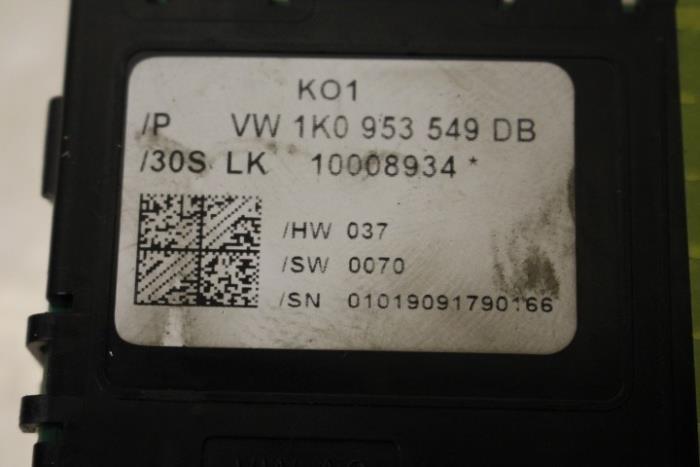 KO1
/P VW 1K0 953 549 DB
/30S LK 10008934 *
/HW 037
/SW 0070
/SN 01019091790166